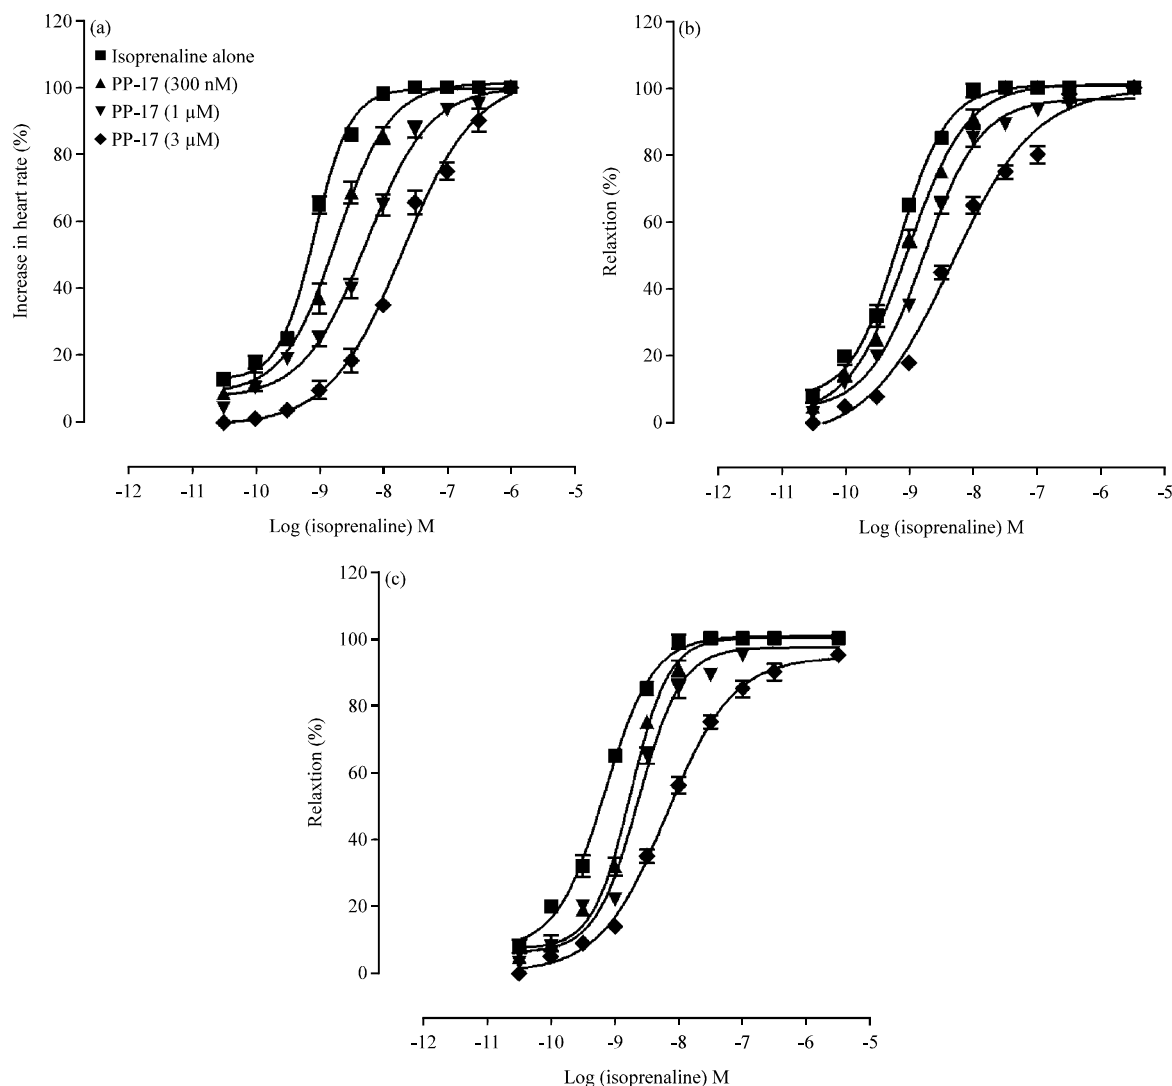 (a)
Isoprenaline alone
PP-17 (300 nM)
PP-17 (1 μM)
PP-17 (3 μM)
120
100
80
60
40
20
0
Increase in heart rate (%)
-12 -11 -10 -9 -8 -7 -6 -5
Log (isoprenaline) M
(b)
120
100
80
60
40
20
0
Relaxtion (%)
-12 -11 -10 -9 -8 -7 -6 -5
Log (isoprenaline) M
(c)
120
100
80
60
40
20
0
Relaxtion (%)
-12 -11 -10 -9 -8 -7 -6 -5
Log (isoprenaline) M